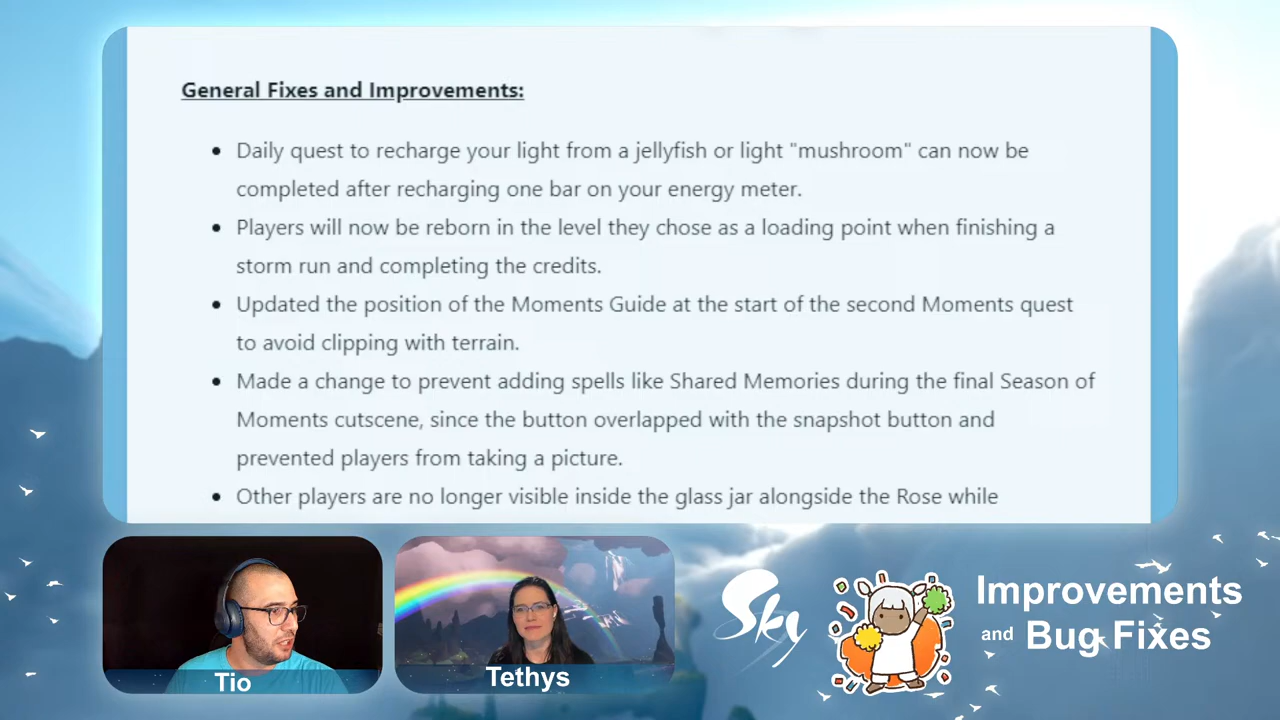 General Fixes and Improvements:
Daily quest to recharge your light from a jellyfish or light "mushroom" can now be
completed after recharging one bar on your energy meter.
Players will now be reborn in the level they chose as a loading point when finishing a
storm run and completing the credits.
Updated the position of the Moments Guide at the start of the second Moments quest
to avoid clipping with terrain.
Made a change to prevent adding spells like Shared Memories during the final Season of
Moments cutscene, since the button overlapped with the snapshot button and
prevented players from taking a picture.
Other players are no longer visible inside the glass jar alongside the Rose while
Tio
Tethys
Sky
Improvements
and Bug Fixes